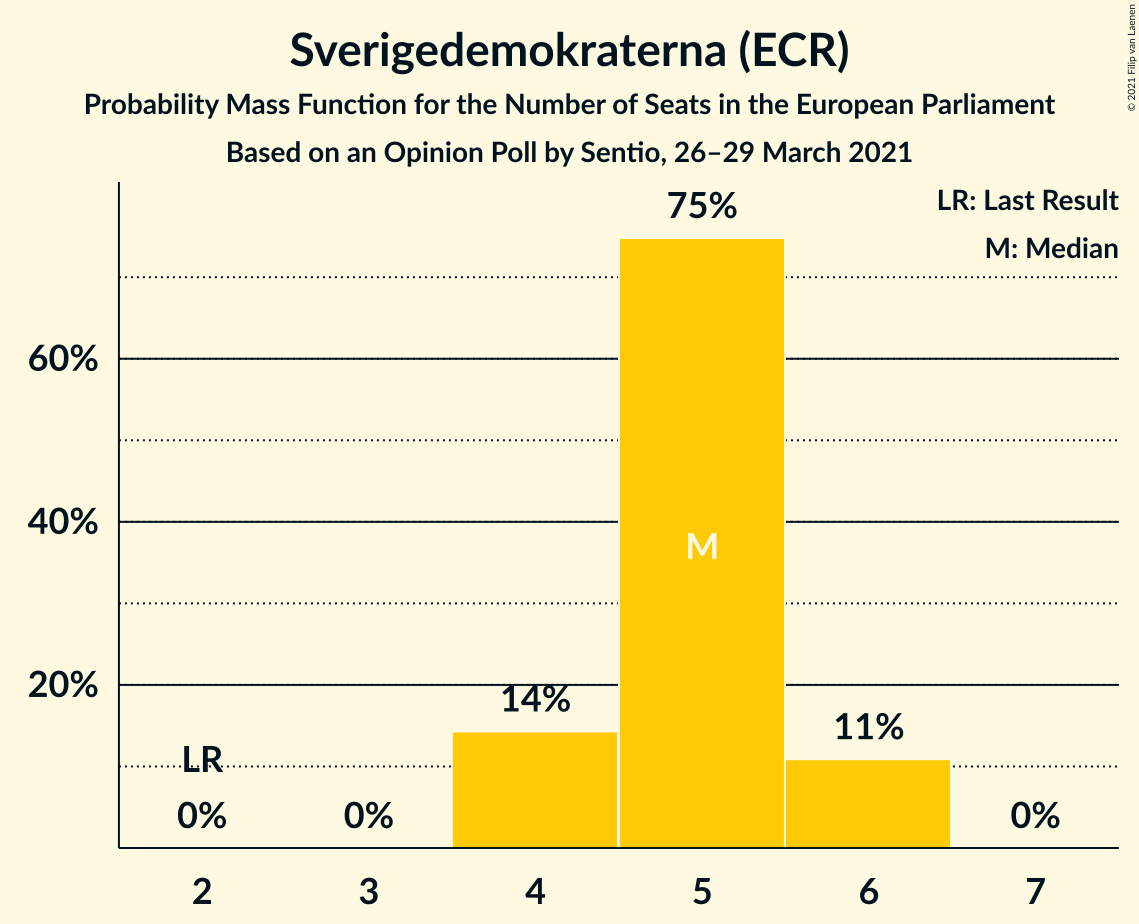 Sverigedemokraterna (ECR)
Probability Mass Function for the Number of Seats in the European Parliament
Based on an Opinion Poll by Sentio, 26–29 March 2021
© 2021 Filip van Laenen
LR: Last Result
M: Median
75%
60%
40%
M
20%
14%
11%
LR
0%
0%
0%
2
3
4
5
6
7